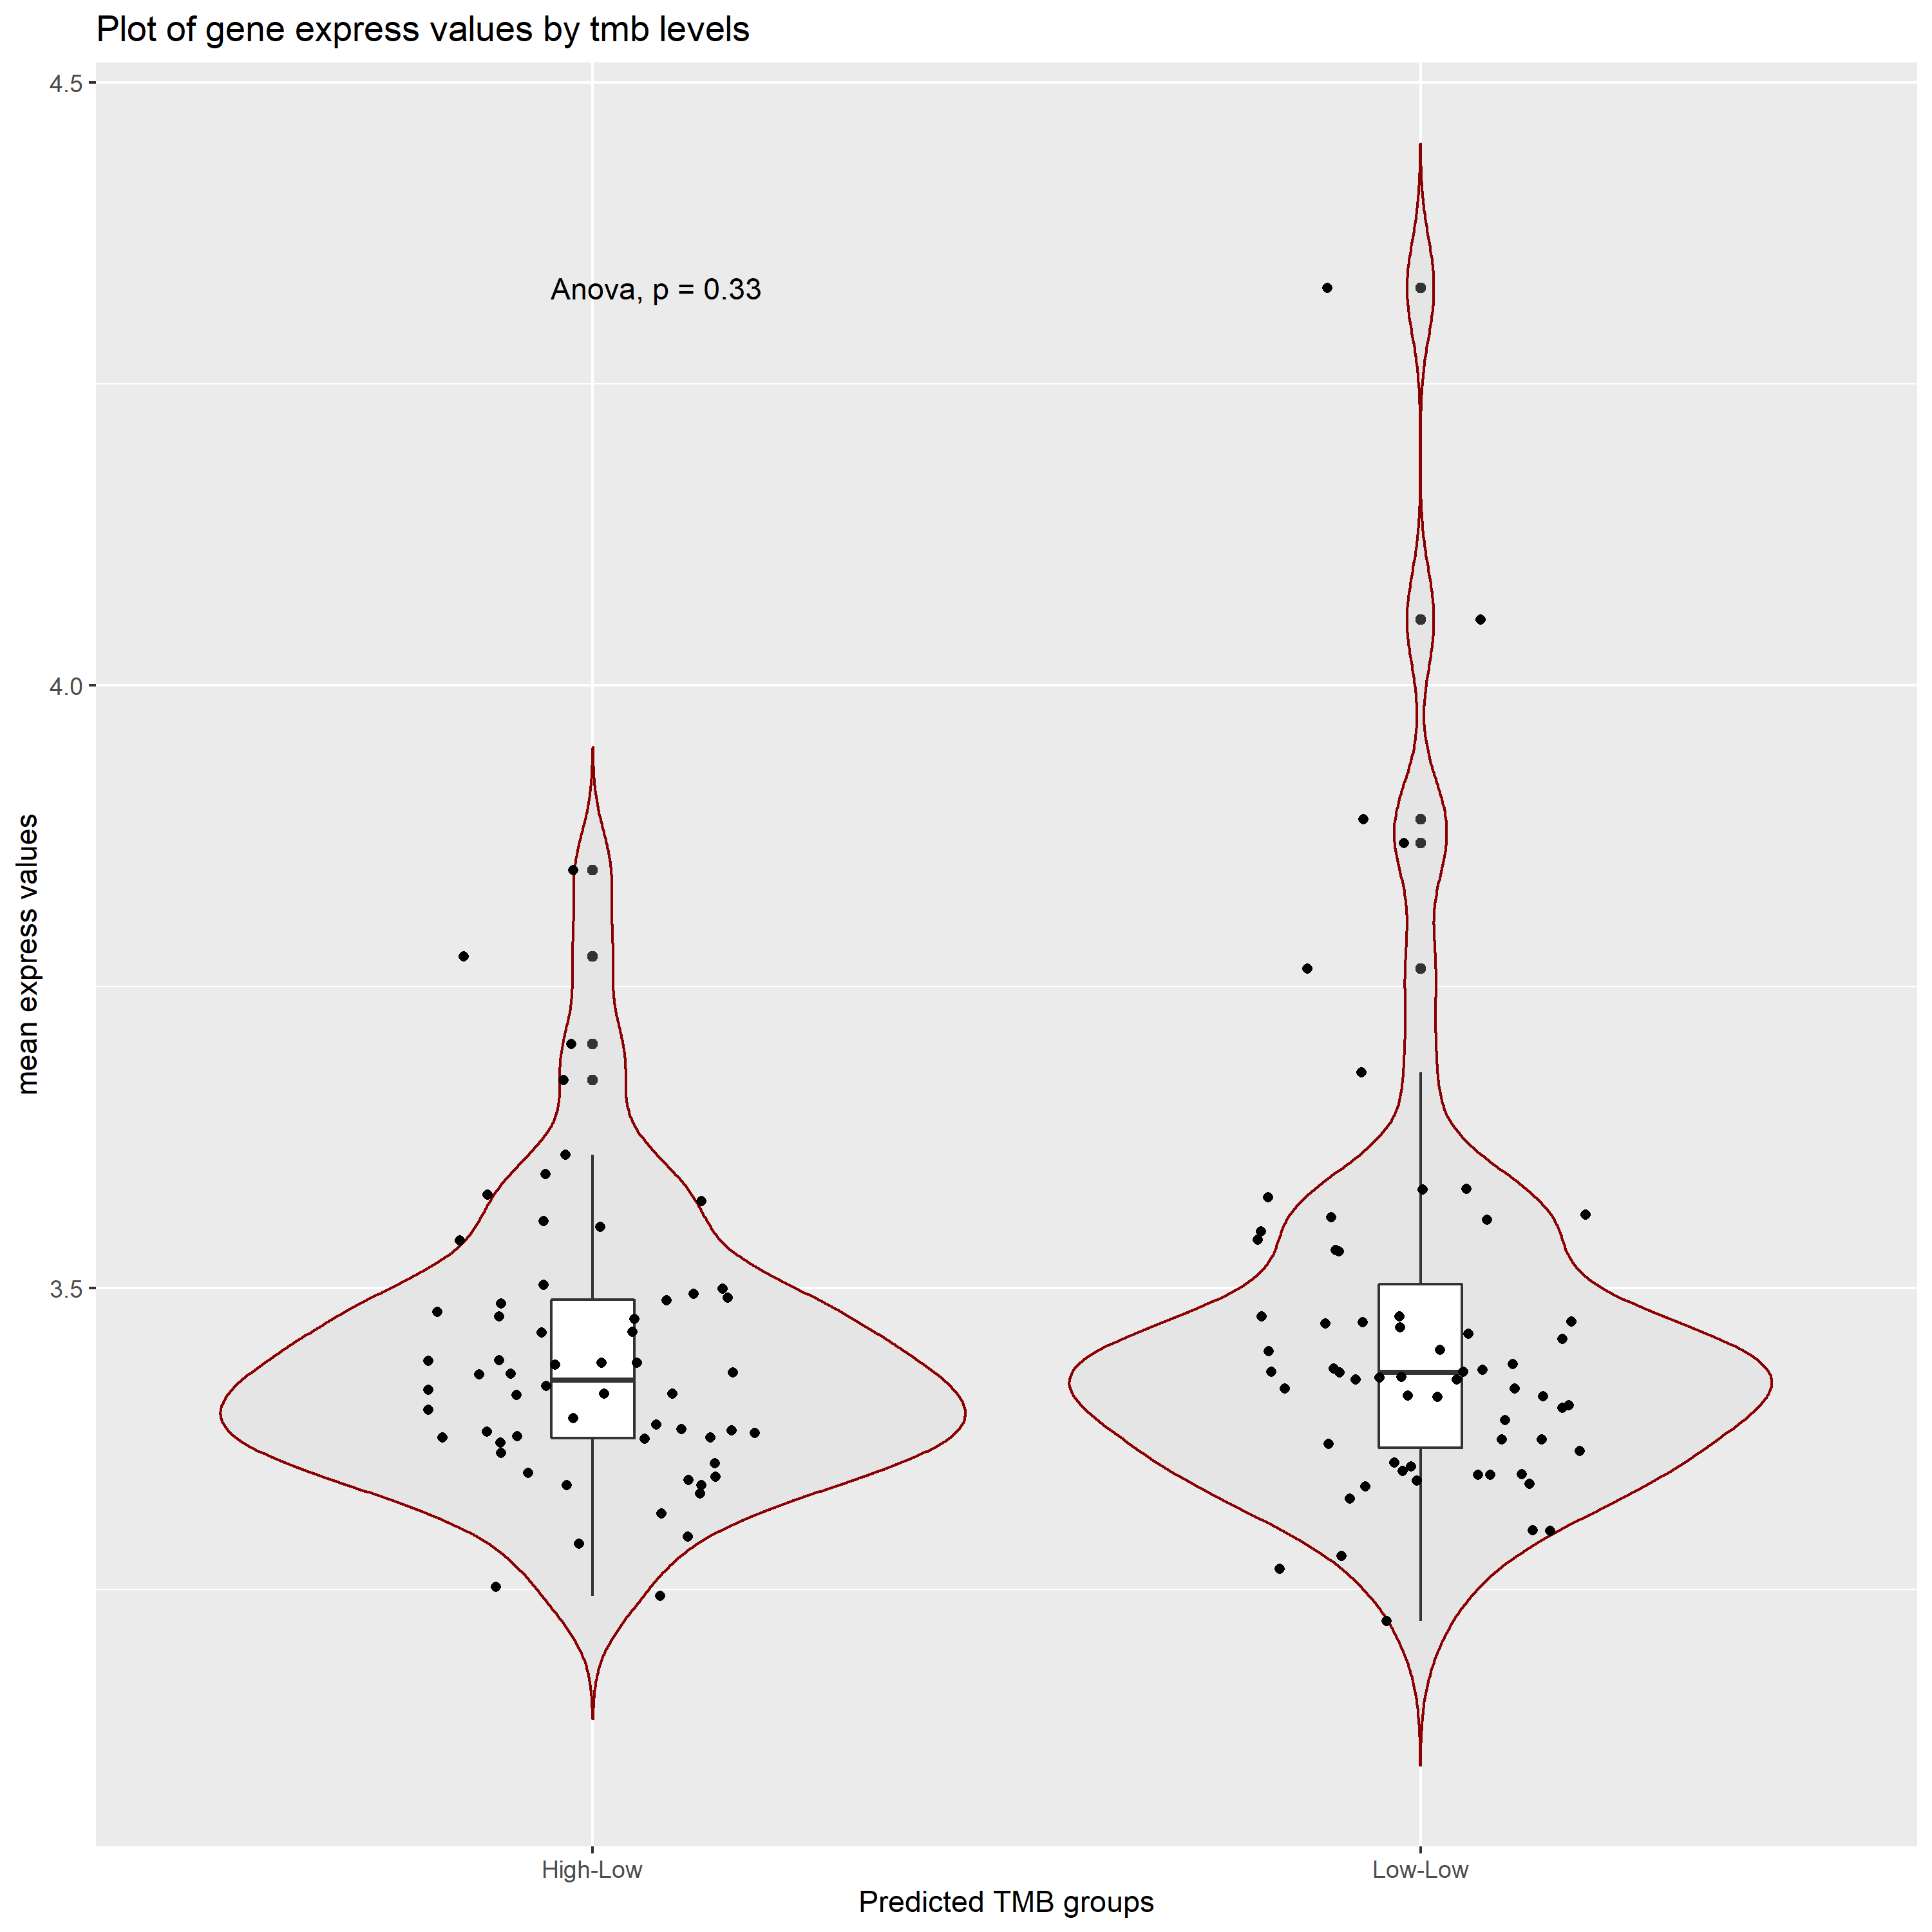 Plot of gene express values by tmb levels
4.5
Anova, p = 0.33
4.0
mean express values
3.5
High-Low
Low-Low
Predicted TMB groups